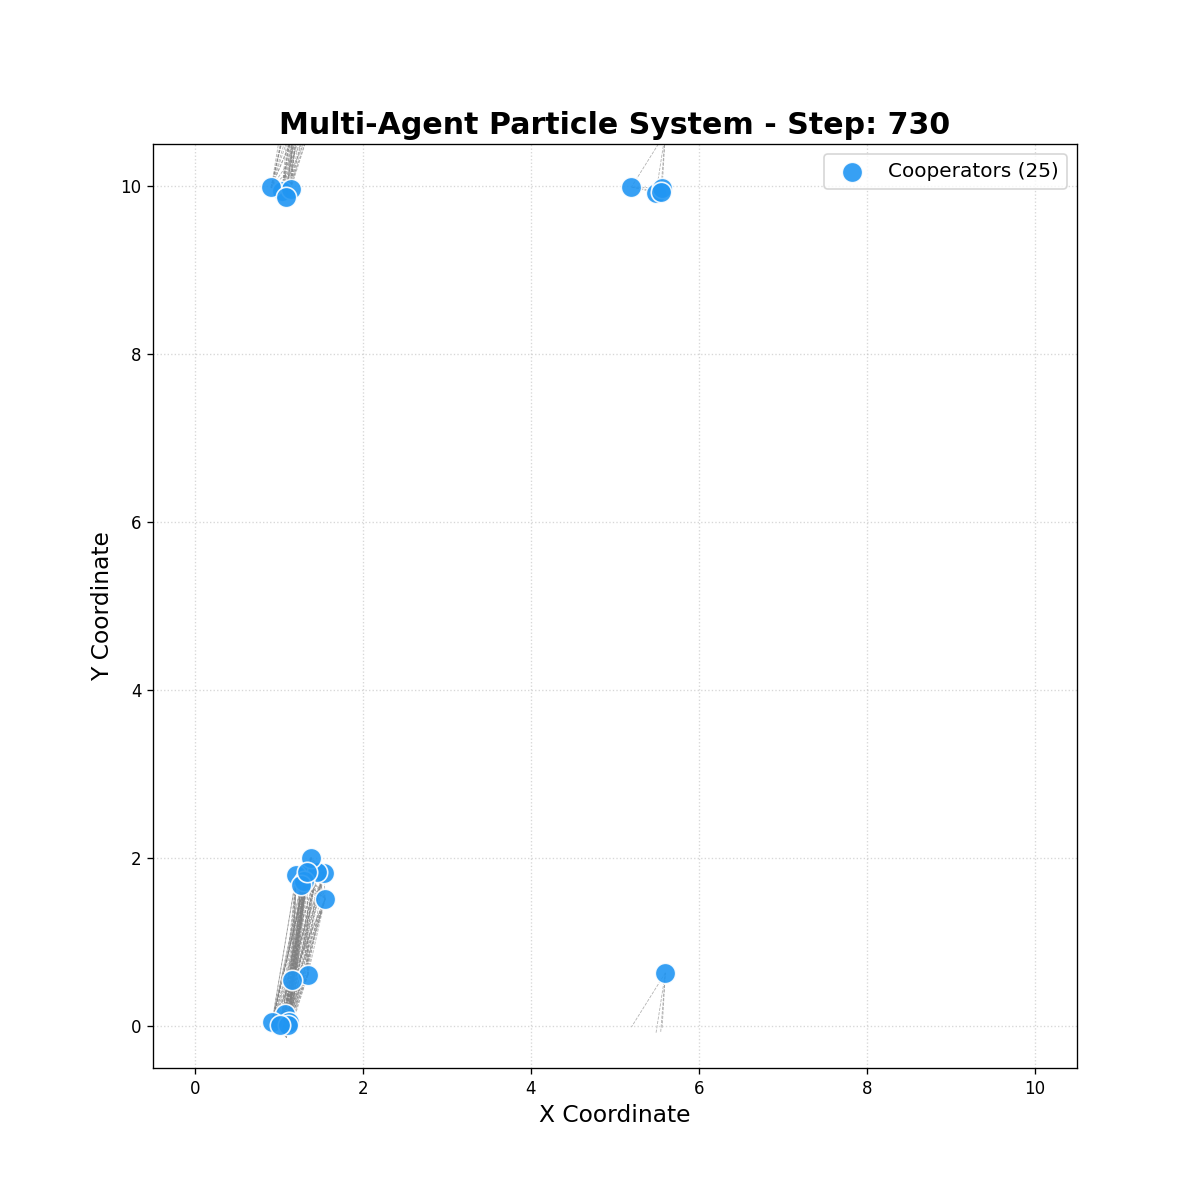 Multi-Agent Particle System - Step: 730
Cooperators (25)
10
8
6
4
2
0
Y Coordinate
0 2 4 6 8 10
X Coordinate